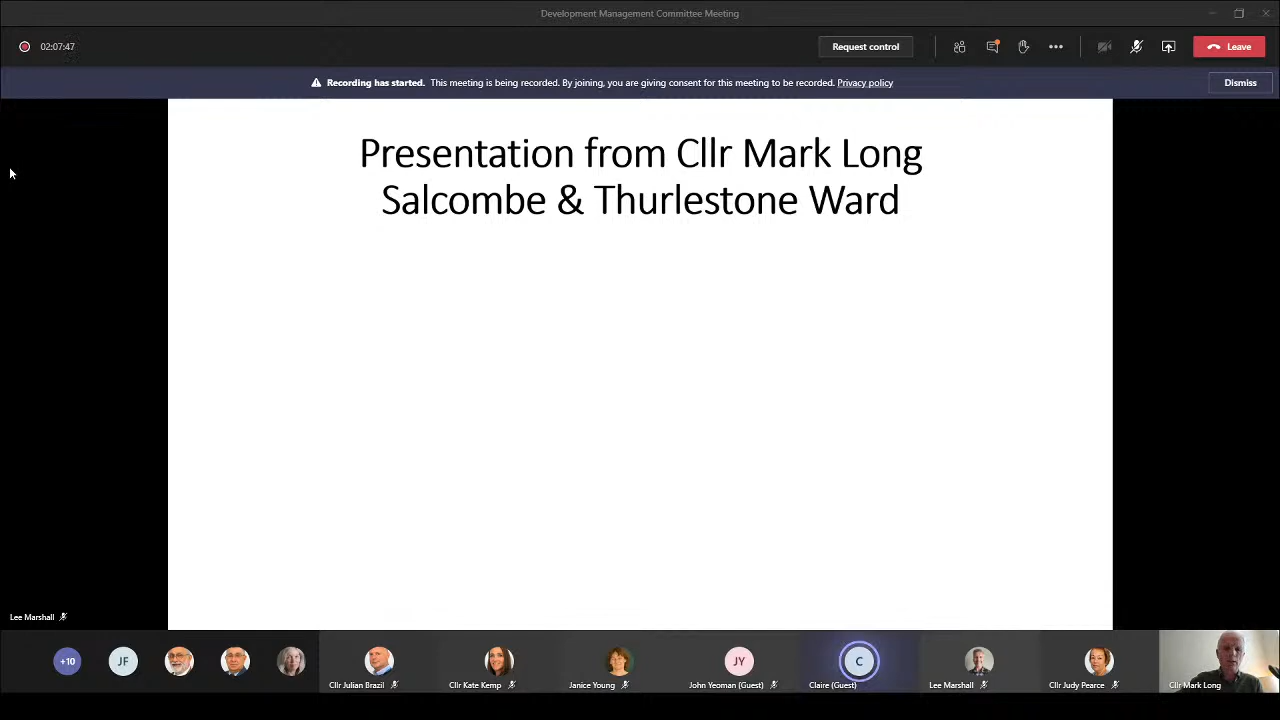 Development Management Committee Meeting
02:07:47
Request control
Leave
Recording has started. This meeting is being recorded. By joining, you are giving consent for this meeting to be recorded. Privacy policy
Dismiss
Presentation from Cllr Mark Long
Salcombe & Thurlestone Ward
Lee Marshall
+10
JF
JY
C
Cllr Julian Brazil
Cllr Kate Kemp
Janice Young
John Yeoman (Guest)
Claire (Guest)
Lee Marshall
Cllr Judy Pearce
Cllr Mark Long